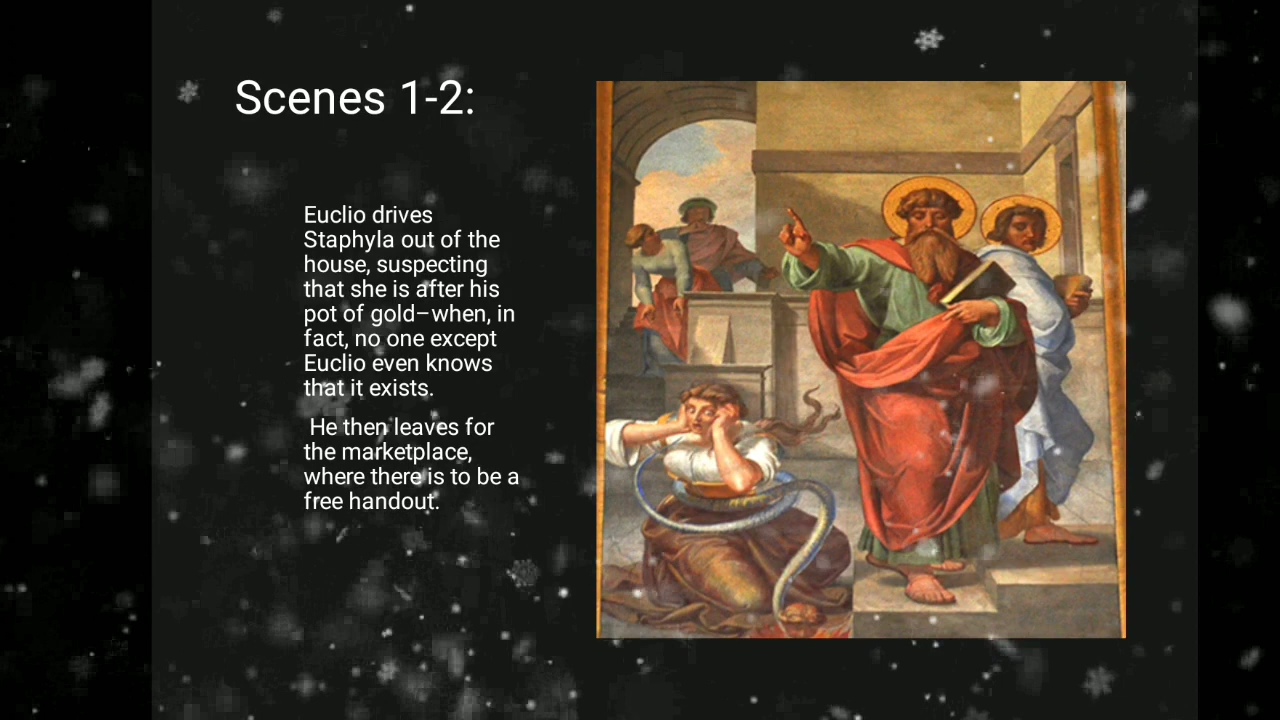 Scenes 1-2:
Euclio drives
Staphyla out of the
house, suspecting
that she is after his
pot of gold–when, in
fact, no one except
Euclio even knows
that it exists.
He then leaves for
the marketplace,
where there is to be a
free handout.